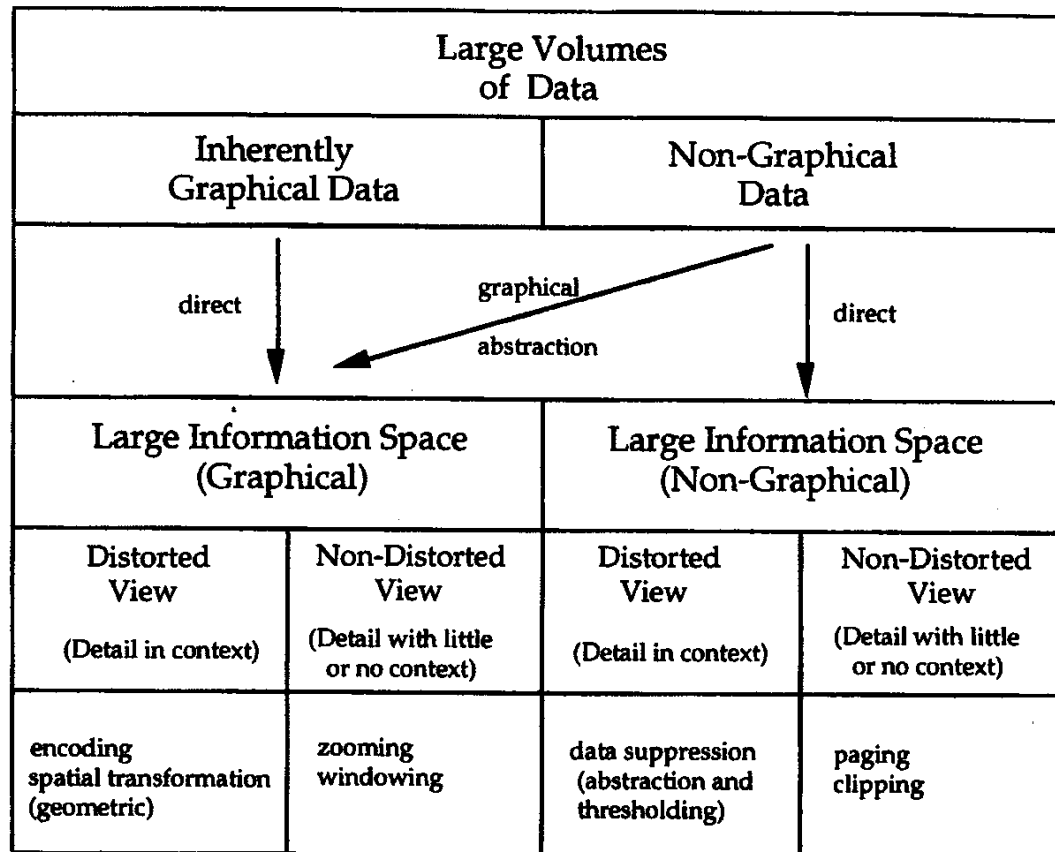 Large Volumes
of Data
Inherently
Graphical Data
Non-Graphical
Data
direct
graphical
abstraction
direct
Large Information Space
(Graphical)
Large Information Space
(Non-Graphical)
Distorted
View
(Detail in context)
Non-Distorted
View
(Detail with little
or no context)
Distorted
View
(Detail in context)
Non-Distorted
View
(Detail with little
or no context)
encoding
spatial transformation
(geometric)
zooming
windowing
data suppression
(abstraction and
thresholding)
paging
clipping